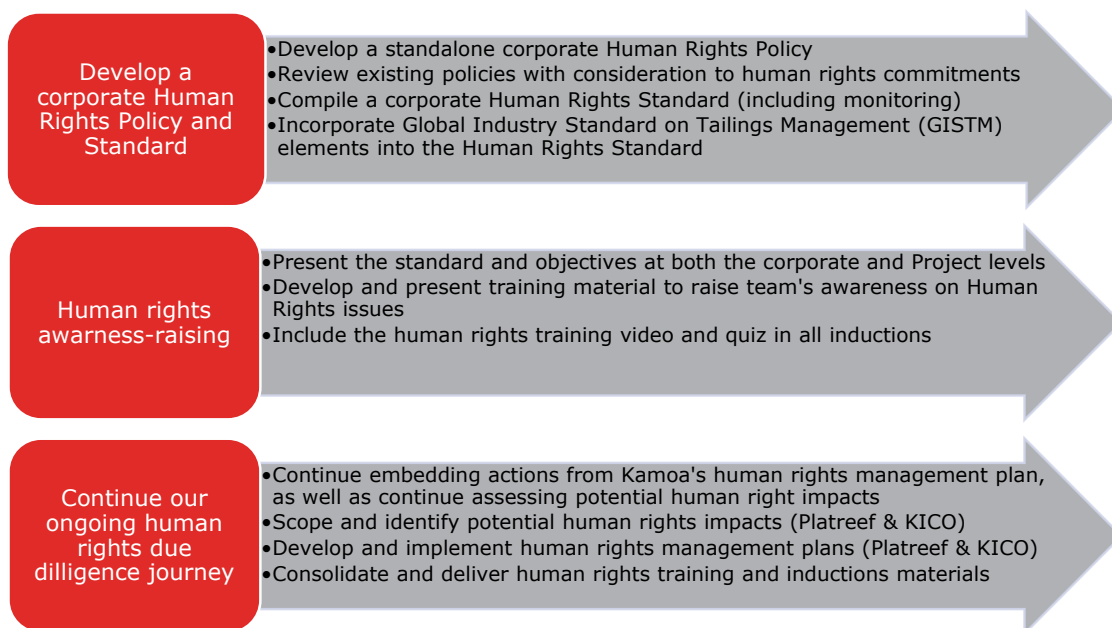 Develop a
corporate Human
Rights Policy and
Standard
•Develop a standalone corporate Human Rights Policy
•Review existing policies with consideration to human rights commitments
•Compile a corporate Human Rights Standard (including monitoring)
•Incorporate Global Industry Standard on Tailings Management (GISTM)
elements into the Human Rights Standard
Human rights
awarness-raising
•Present the standard and objectives at both the corporate and Project levels
•Develop and present training material to raise team's awareness on Human
Rights issues
•Include the human rights training video and quiz in all inductions
Continue our
ongoing human
rights due
dilligence journey
•Continue embedding actions from Kamoa's human rights management plan,
as well as continue assessing potential human right impacts
•Scope and identify potential human rights impacts (Platreef & KICO)
•Develop and implement human rights management plans (Platreef & KICO)
•Consolidate and deliver human rights training and inductions materials